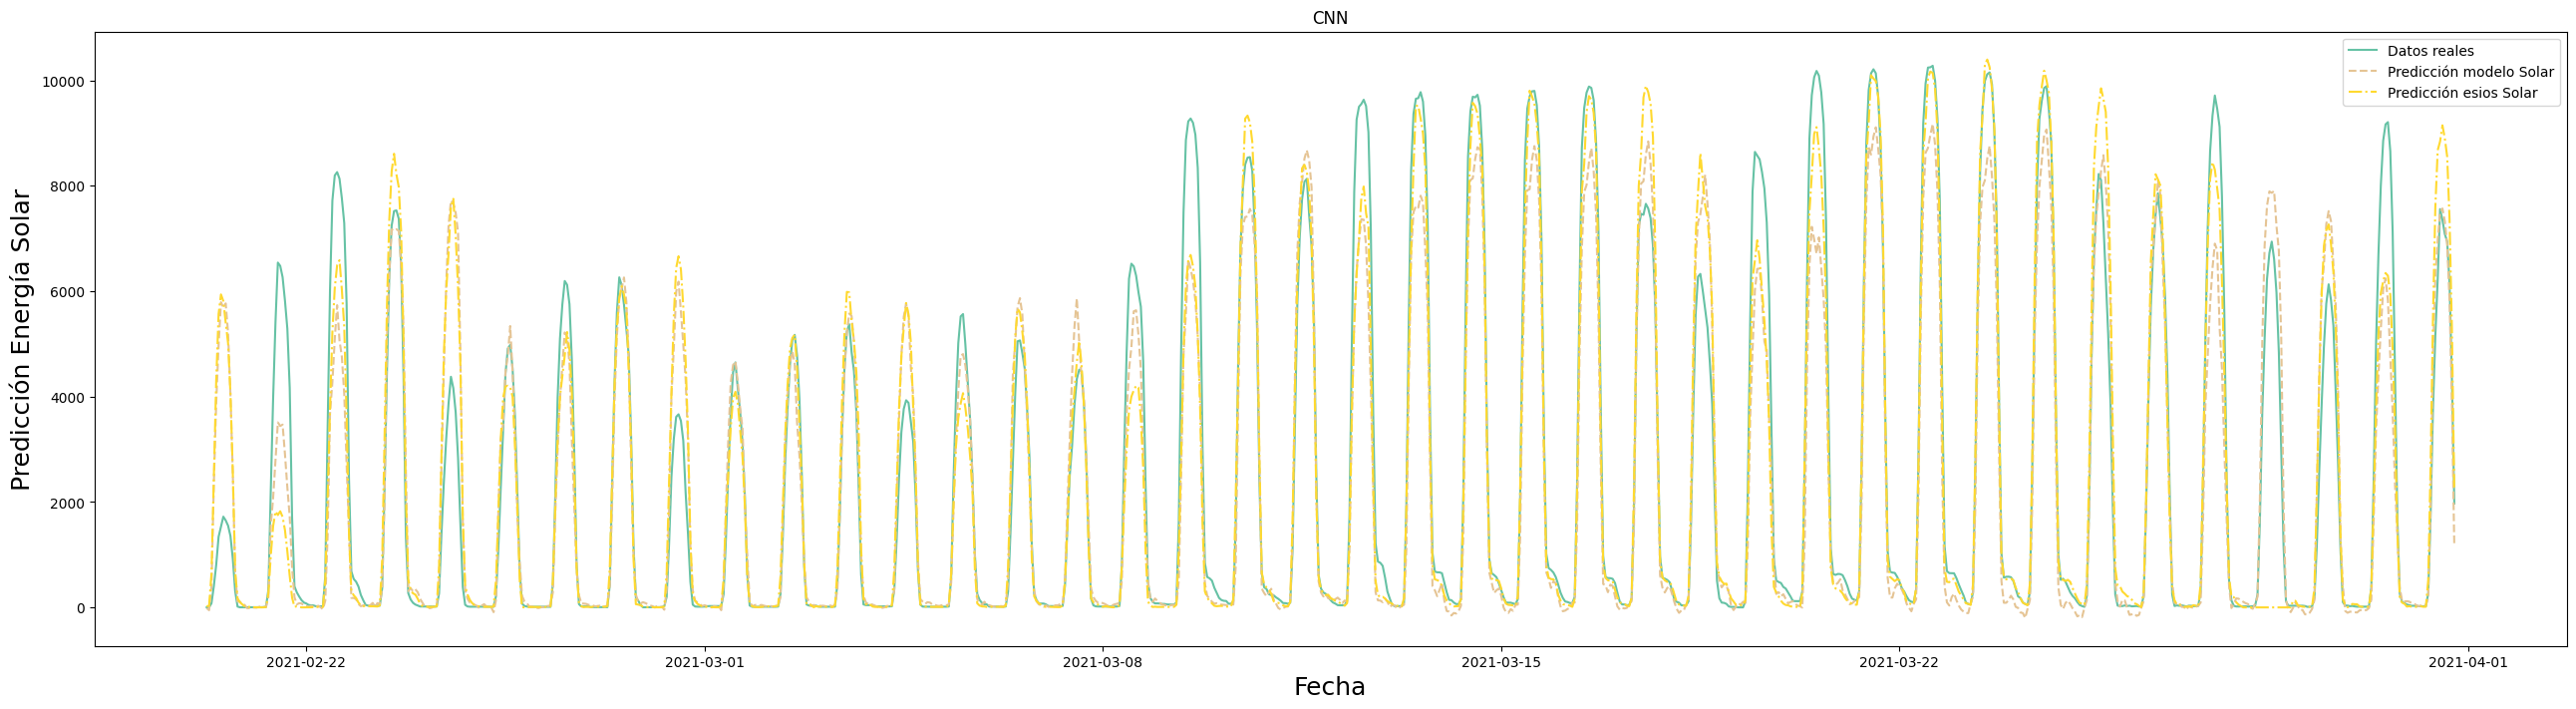 CNN
Datos reales
Predicción modelo Solar
Predicción esios Solar
Predicción Energía Solar
10000
8000
6000
4000
2000
0
2021-02-22
2021-03-01
2021-03-08
2021-03-15
2021-03-22
2021-04-01
Fecha